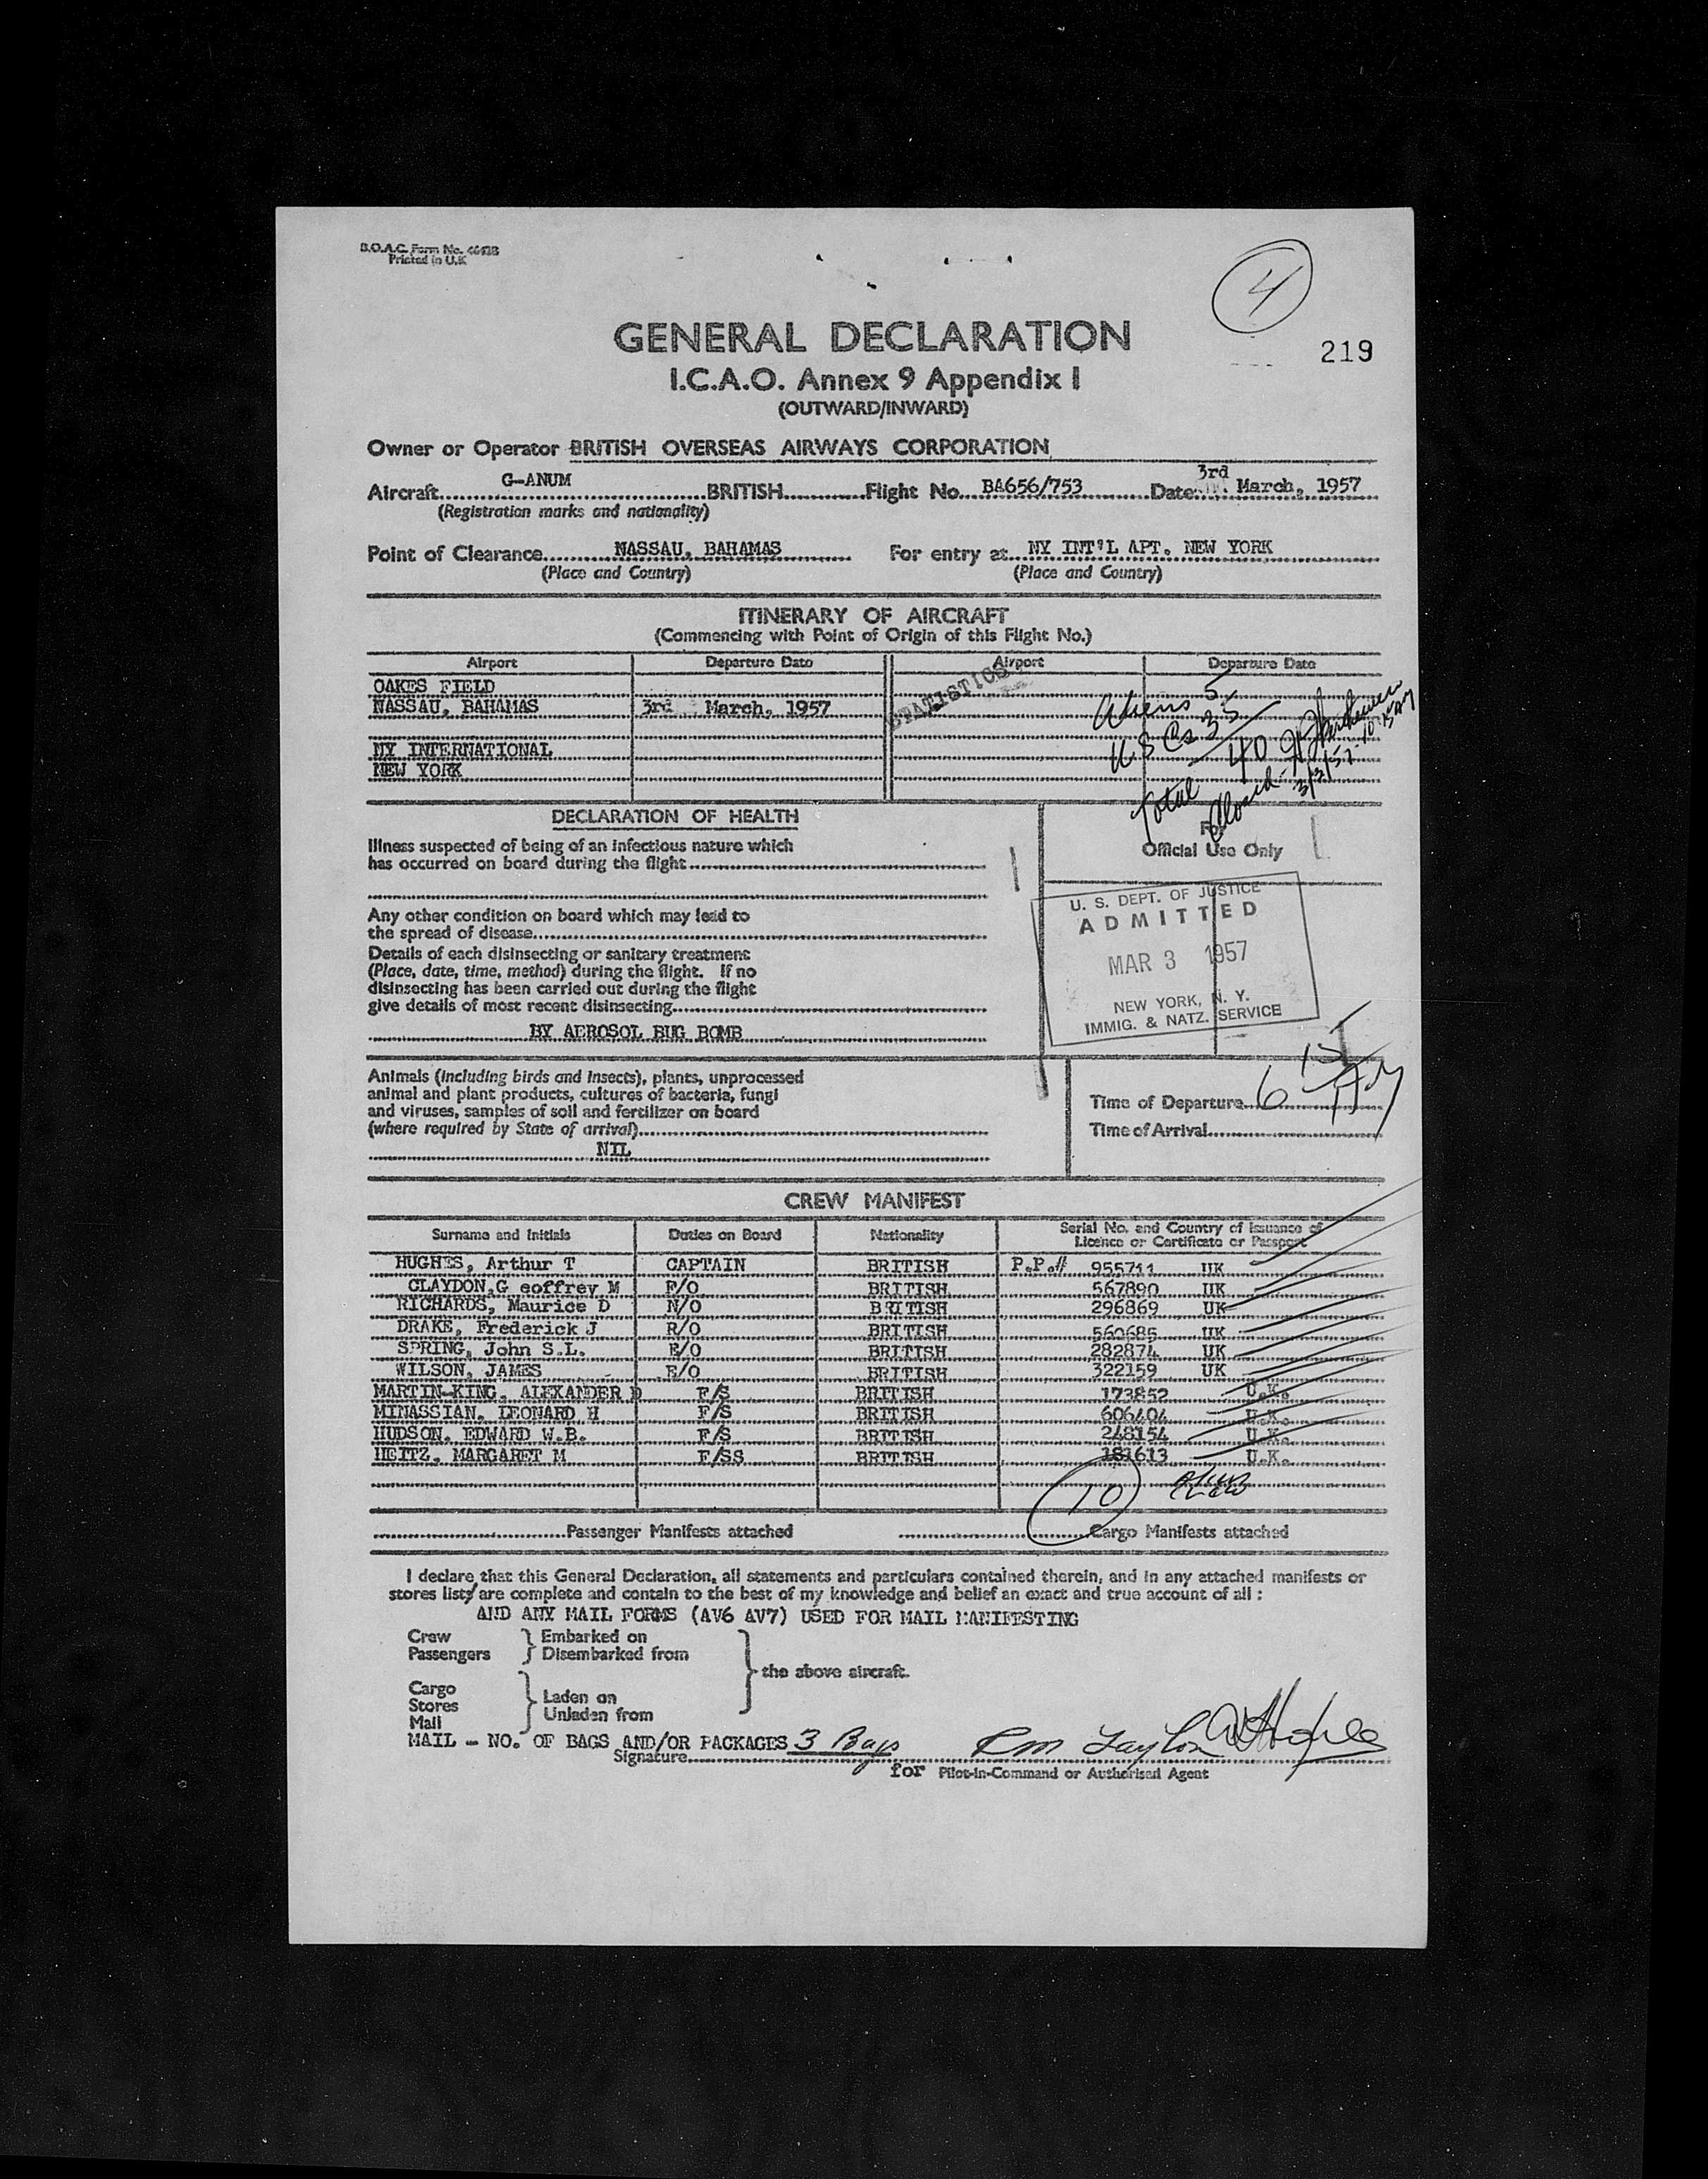 B.O.A.C. Form No.
Printed in U.K
4
GENERAL DECLARATION
219
I.C.A.O. Annex 9 Appendix I
(OUTWARD/INWARD)
Owner or Operator BRITISH OVERSEAS AIRWAYS CORPORATION
Aircraft G-ANUM BRITISH Flight No. BA656/753 Date 3rd March, 1957
(Registration marks and nationality)
Point of Clearance NASSAU, BAHAMAS For entry at NY INT'L APT. NEW YORK
(Place and Country) (Place and Country)
ITINERARY OF AIRCRAFT
(Commencing with Point of Origin of this Flight No.)
Airport Departure Date Airport Departure Date
STATISTICS
OAKES FIELD
NASSAU, BAHAMAS 3rd March, 1957
NY INTERNATIONAL
NEW YORK
Aliens 5
U S Cs 35
Total 40
Closed 3/3/57
DECLARATION OF HEALTH
Illness suspected of being of an infectious nature which
has occurred on board during the flight
For
Official Use Only
Any other condition on board which may lead to
the spread of disease
Details of each disinsecting or sanitary treatment
(Place, date, time, method) during the flight. If no
disinsecting has been carried out during the flight
give details of most recent disinsecting
BY AEROSOL BUG BOMB
U. S. DEPT. OF JUSTICE
ADMITTED
MAR 3 1957
NEW YORK, N. Y.
IMMIG. & NATZ. SERVICE
Animals (including birds and insects), plants, unprocessed
animal and plant products, cultures of bacteria, fungi
and viruses, samples of soil and fertilizer on board
(where required by State of arrival)
NIL
Time of Departure 6 15
Time of Arrival
CREW MANIFEST
Surname and Initials Duties on Board Nationality Serial No. and Country of Issuance of
Licence or Certificate or Passport
HUGHES, Arthur T CAPTAIN BRITISH P.P.# 955711 UK
CLAYDON,G eoffrey M F/O BRITISH 567890 UK
RICHARDS, Maurice D N/O BRITISH 296869 UK
DRAKE, Frederick J R/O BRITISH 560685 UK
SPRING, John S.L. E/O BRITISH 282874 UK
WILSON, JAMES E/O BRITISH 322159 UK
MARTIN-KING, ALEXANDER D F/S BRITISH 173852 U.K.
MINASSIAN, LEONARD H F/S BRITISH 606404 U.K.
HUDSON, EDWARD W.B. F/S BRITISH 248154 U.K.
HEITZ, MARGARET M F/SS BRITISH 181613 U.K.
10 Alien
Crew
Passenger Manifests attached Cargo Manifests attached
I declare that this General Declaration, all statements and particulars contained therein, and in any attached manifests or
stores lists/are complete and contain to the best of my knowledge and belief an exact and true account of all :
AND ANY MAIL FORMS (AV6 AV7) USED FOR MAIL MANIFESTING
Crew
Passengers } Embarked on
Disembarked from
} the above aircraft.
Cargo
Stores
Mail } Laden on
Unladen from
MAIL - NO. OF BAGS AND/OR PACKAGES 3 Bags
Signature Rm Taylor
for Pilot-in-Command or Authorised Agent